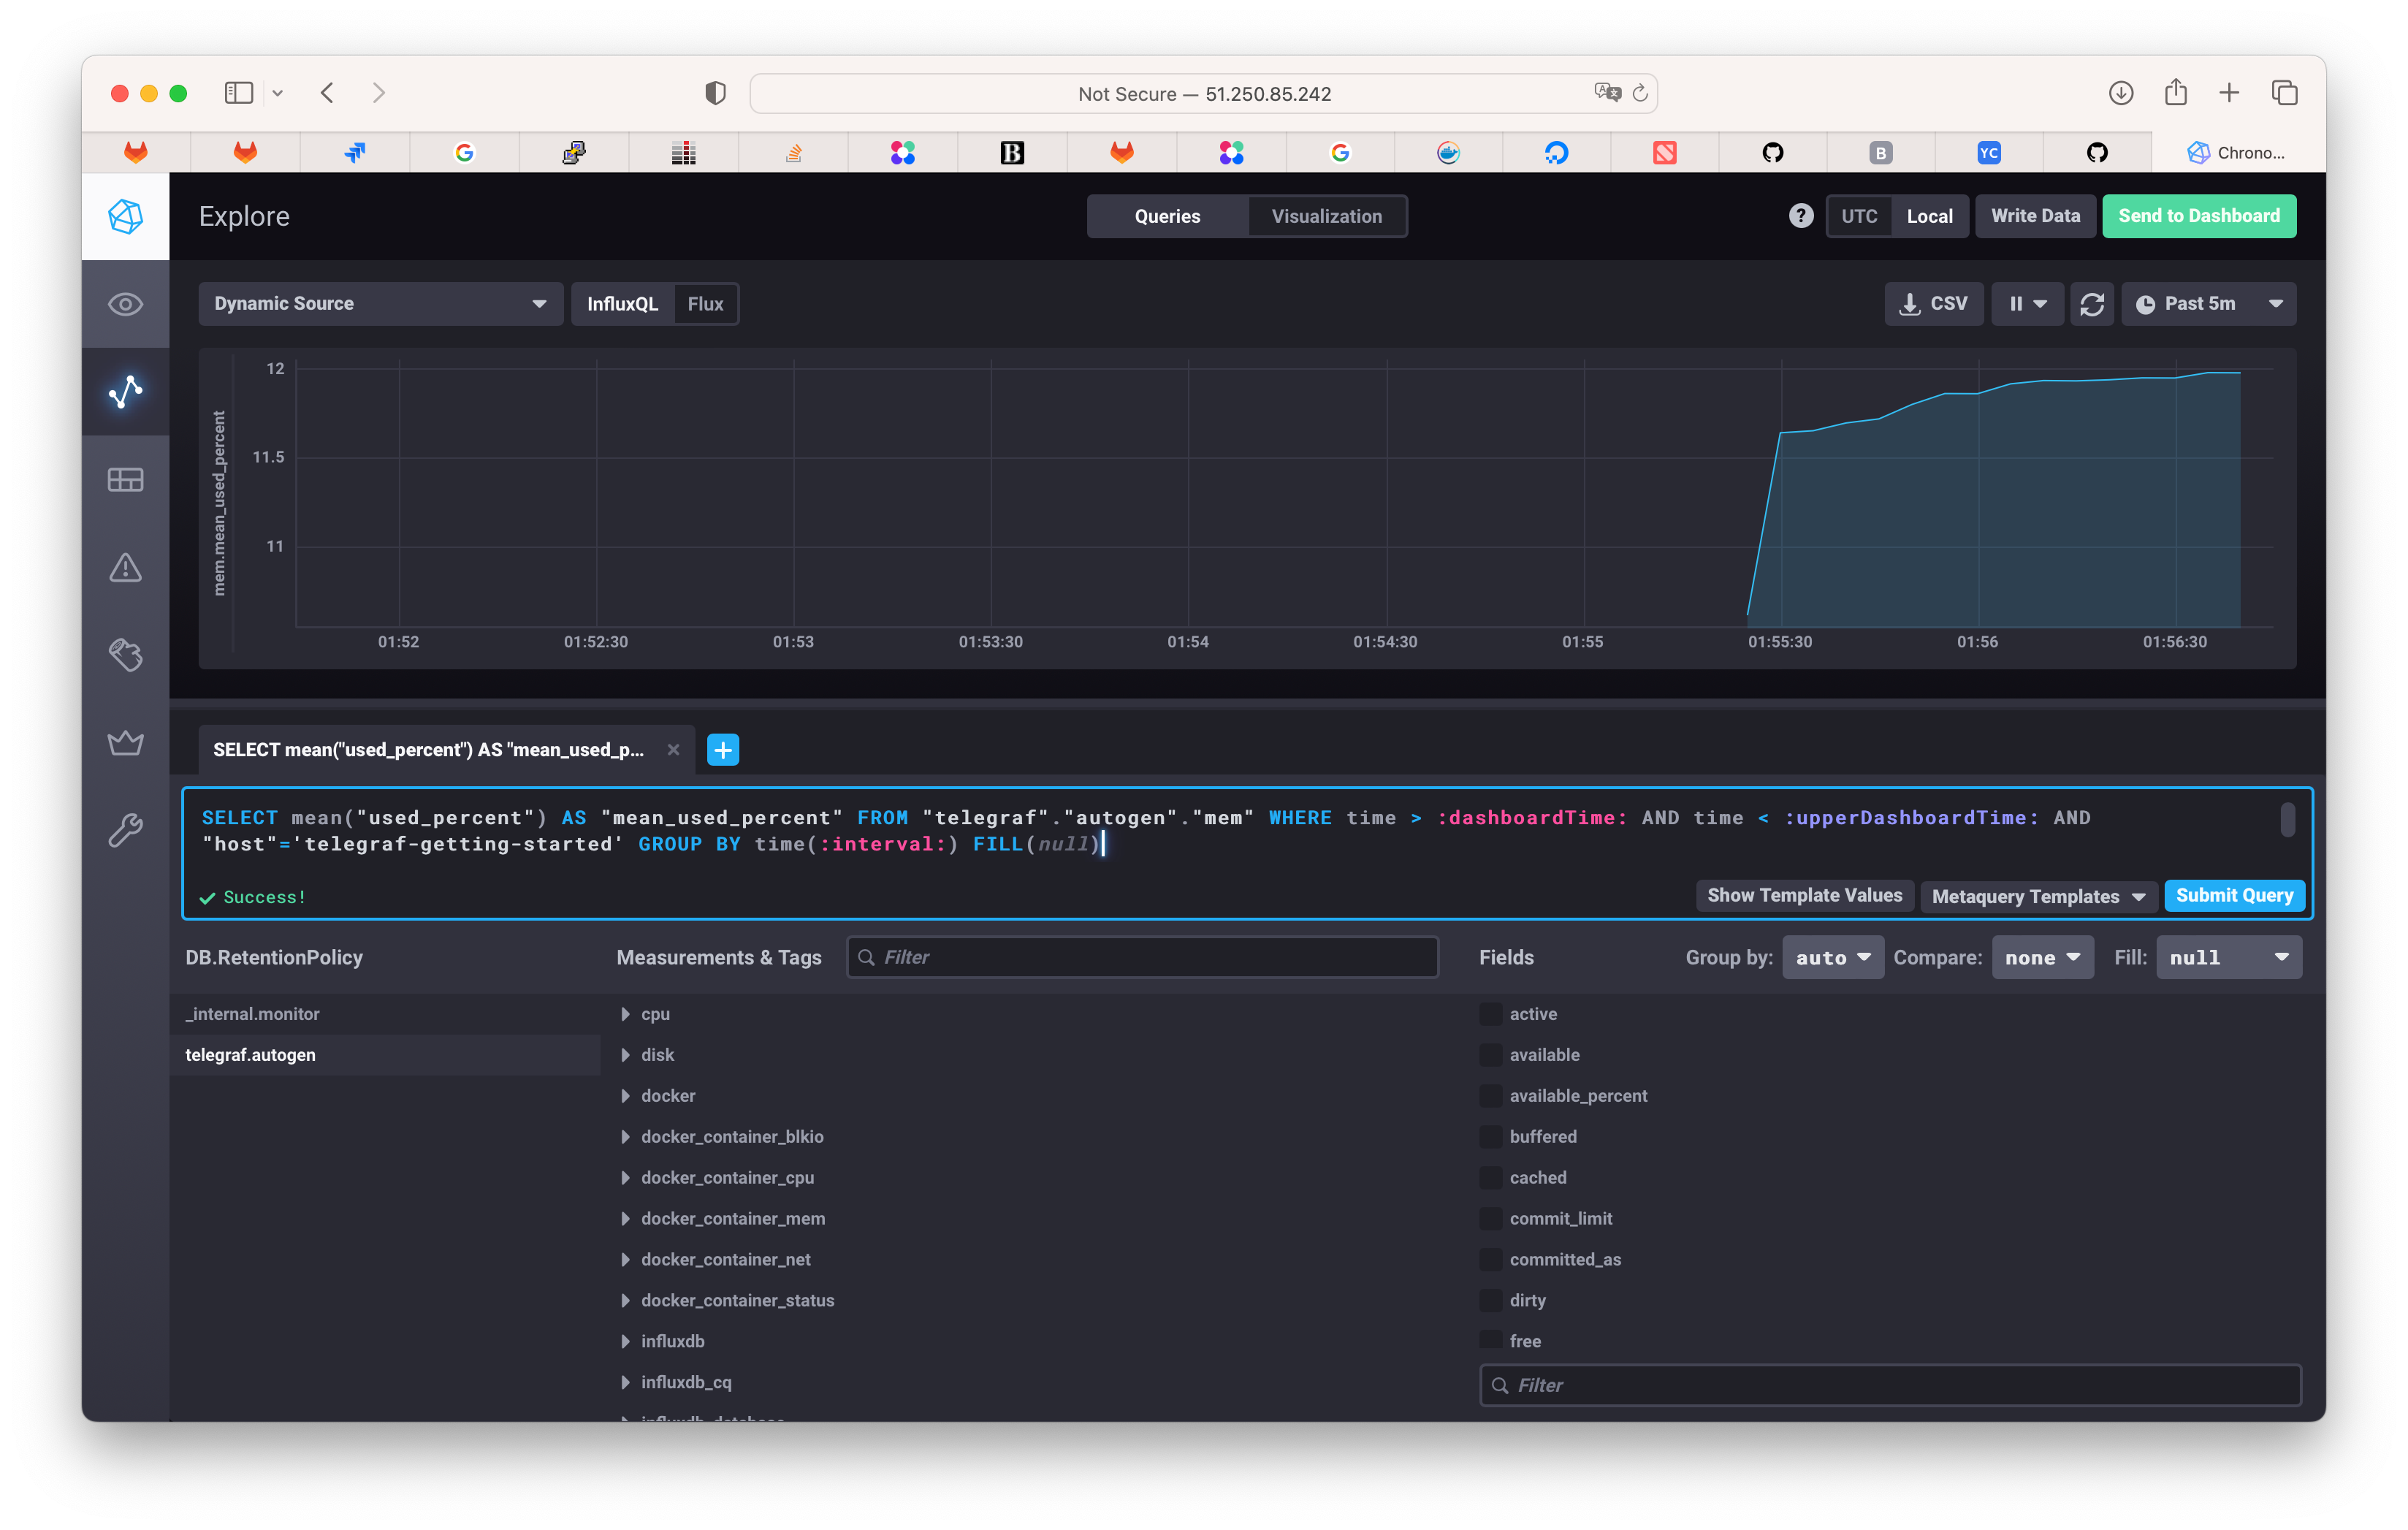 Not Secure — 51.250.85.242
B
B
YC
Chrono...
Explore
Queries
Visualization
?
UTC
Local
Write Data
Send to Dashboard
Dynamic Source
InfluxQL
Flux
CSV
Past 5m
mem.mean_used_percent
12
11.5
11
01:52
01:52:30
01:53
01:53:30
01:54
01:54:30
01:55
01:55:30
01:56
01:56:30
SELECT mean("used_percent") AS "mean_used_p...
SELECT mean("used_percent") AS "mean_used_percent" FROM "telegraf"."autogen"."mem" WHERE time > :dashboardTime: AND time < :upperDashboardTime: AND
"host"='telegraf-getting-started' GROUP BY time(:interval:) FILL(null)
Success!
Show Template Values
Metaquery Templates
Submit Query
DB.RetentionPolicy
Measurements & Tags
Filter
Fields
Group by:
auto
Compare:
none
Fill:
null
_internal.monitor
telegraf.autogen
cpu
disk
docker
docker_container_blkio
docker_container_cpu
docker_container_mem
docker_container_net
docker_container_status
influxdb
influxdb_cq
active
available
available_percent
buffered
cached
commit_limit
committed_as
dirty
free
Filter